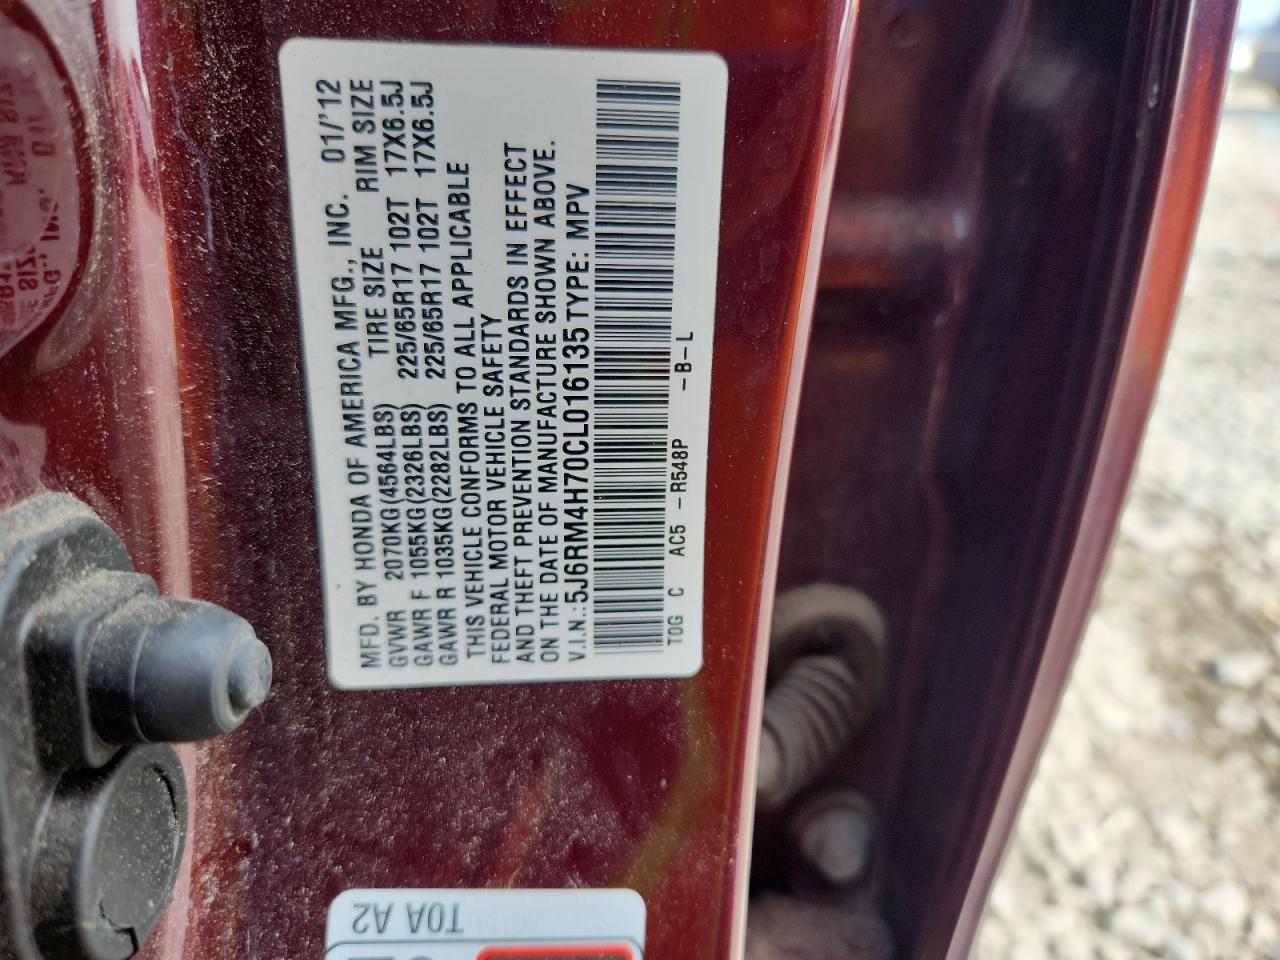 MFD. BY HONDA OF AMERICA MFG., INC. 01/'12
GVWR 2070KG(4564LBS) TIRE SIZE RIM SIZE
GAWR F 1055KG(2326LBS) 225/65R17 102T 17X6.5J
GAWR R 1035KG(2282LBS) 225/65R17 102T 17X6.5J
THIS VEHICLE CONFORMS TO ALL APPLICABLE
FEDERAL MOTOR VEHICLE SAFETY
AND THEFT PREVENTION STANDARDS IN EFFECT
ON THE DATE OF MANUFACTURE SHOWN ABOVE.
V.I.N.:5J6RM4H70CL016135 TYPE: MPV
T0G C AC5 -R548P -B-L
T0A A2